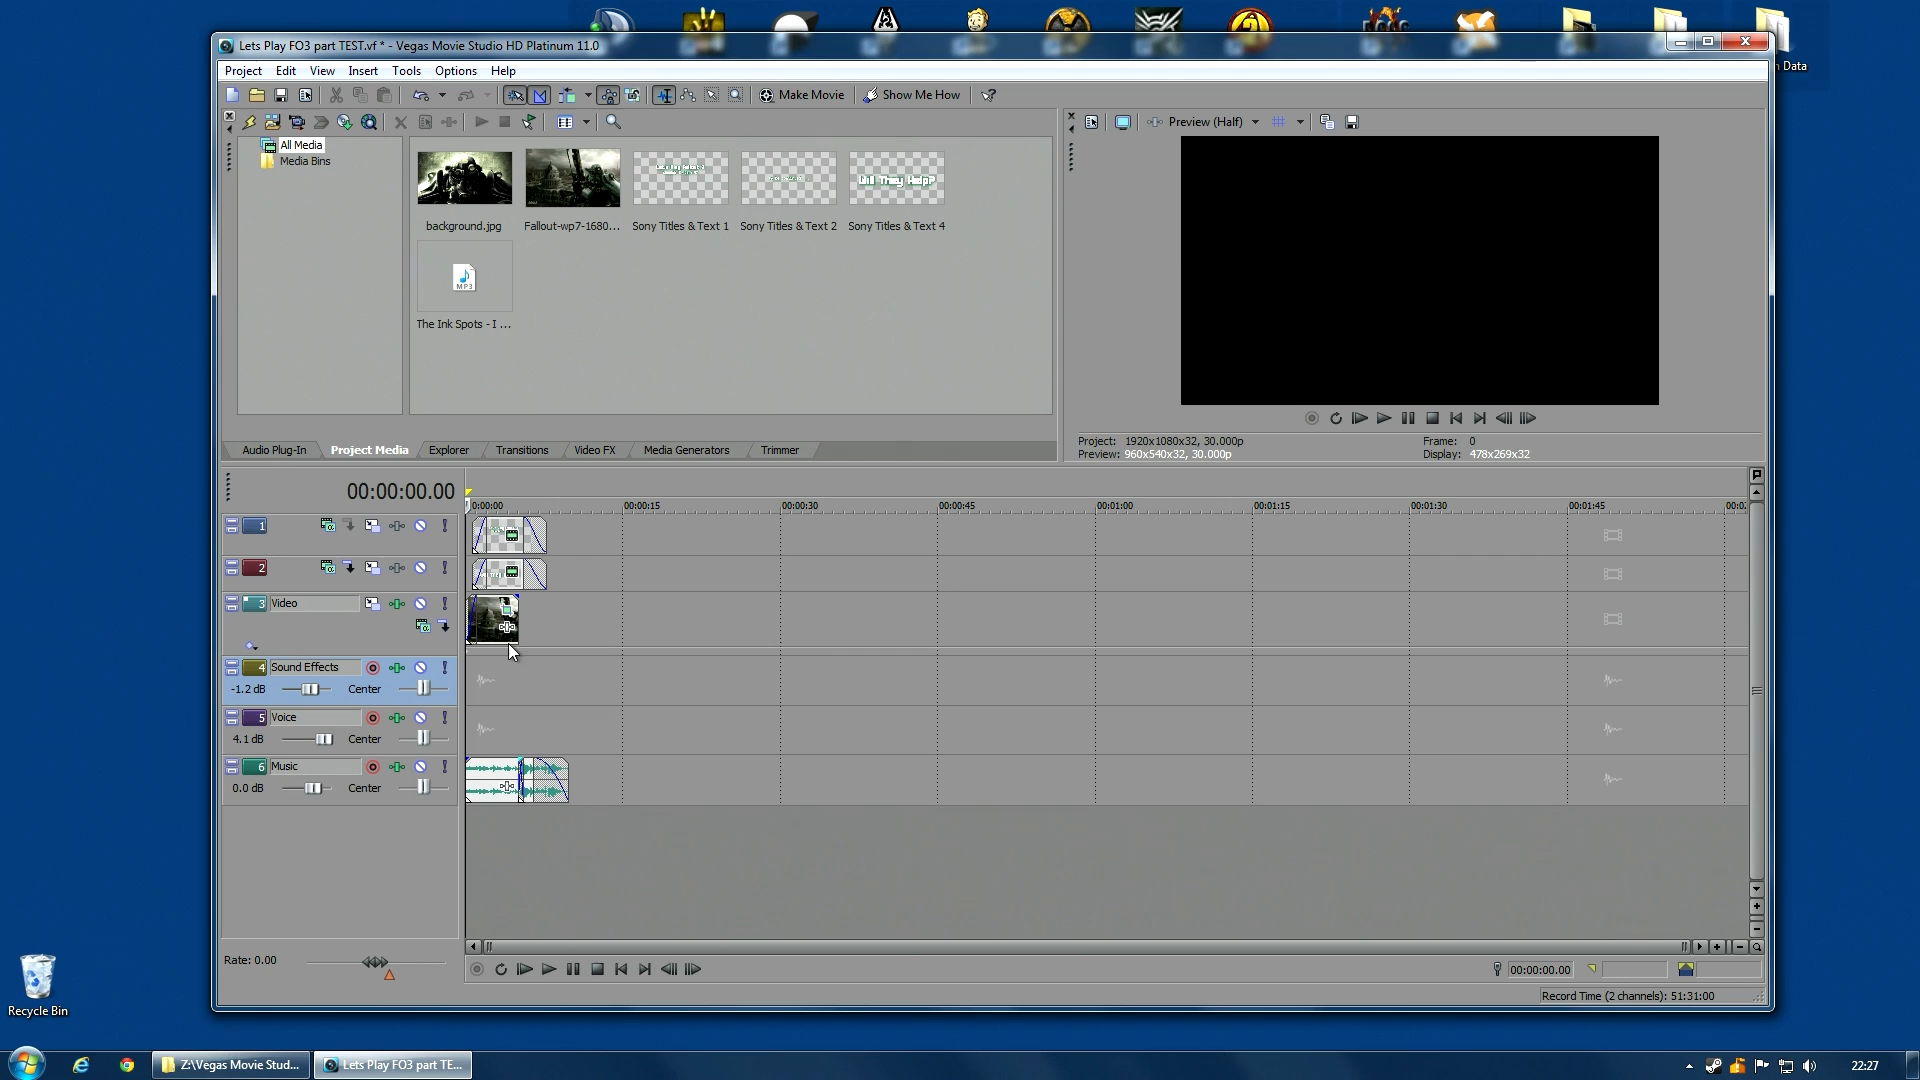 Lets Play FO3 part TEST.vf * - Vegas Movie Studio HD Platinum 11.0
n Data
Project Edit View Insert Tools Options Help
Make Movie Show Me How
All Media
Media Bins
Will They Help?
MP3
background.jpg Fallout-wp7-1680... Sony Titles & Text 1 Sony Titles & Text 2 Sony Titles & Text 4
The Ink Spots - I ...
Preview (Half)
Project: 1920x1080x32, 30.000p Frame: 0
Preview: 960x540x32, 30.000p Display: 478x269x32
Audio Plug-In Project Media Explorer Transitions Video FX Media Generators Trimmer
00:00:00.00
0:00:00 00:00:15 00:00:30 00:00:45 00:01:00 00:01:15 00:01:30 00:01:45 00:02
1
2
3 Video
4 Sound Effects
-1.2 dB Center
5 Voice
4.1 dB Center
6 Music
0.0 dB Center
Rate: 0.00
00:00:00.00
Record Time (2 channels): 51:31:00
Recycle Bin
Z:\Vegas Movie Stud... Lets Play FO3 part TE... 22:27